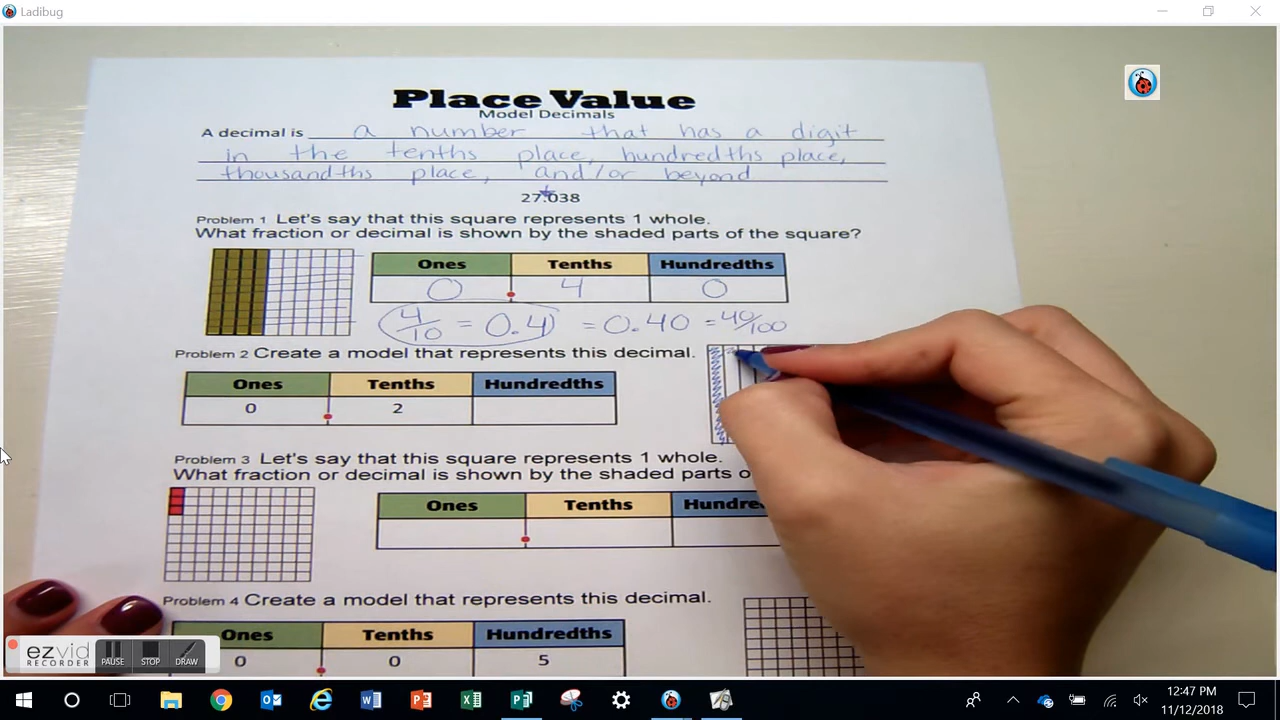 Ladibug
Place Value
Model Decimals
A decimal is a number that has a digit
in the tenths place, hundredths place,
thousandths place, and/or beyond
27.038
Problem 1 Let's say that this square represents 1 whole.
What fraction or decimal is shown by the shaded parts of the square?
Ones Tenths Hundredths
0 . 4 0
4/10 = 0.4 = 0.40 = 40/100
Problem 2 Create a model that represents this decimal.
Ones Tenths Hundredths
0 . 2
Problem 3 Let's say that this square represents 1 whole.
What fraction or decimal is shown by the shaded parts
Ones Tenths
Problem 4 Create a model that represents this decimal.
Ones Tenths Hundredths
0 . 0 5
ezvid
RECORDER
PAUSE STOP DRAW
12:47 PM
11/12/2018